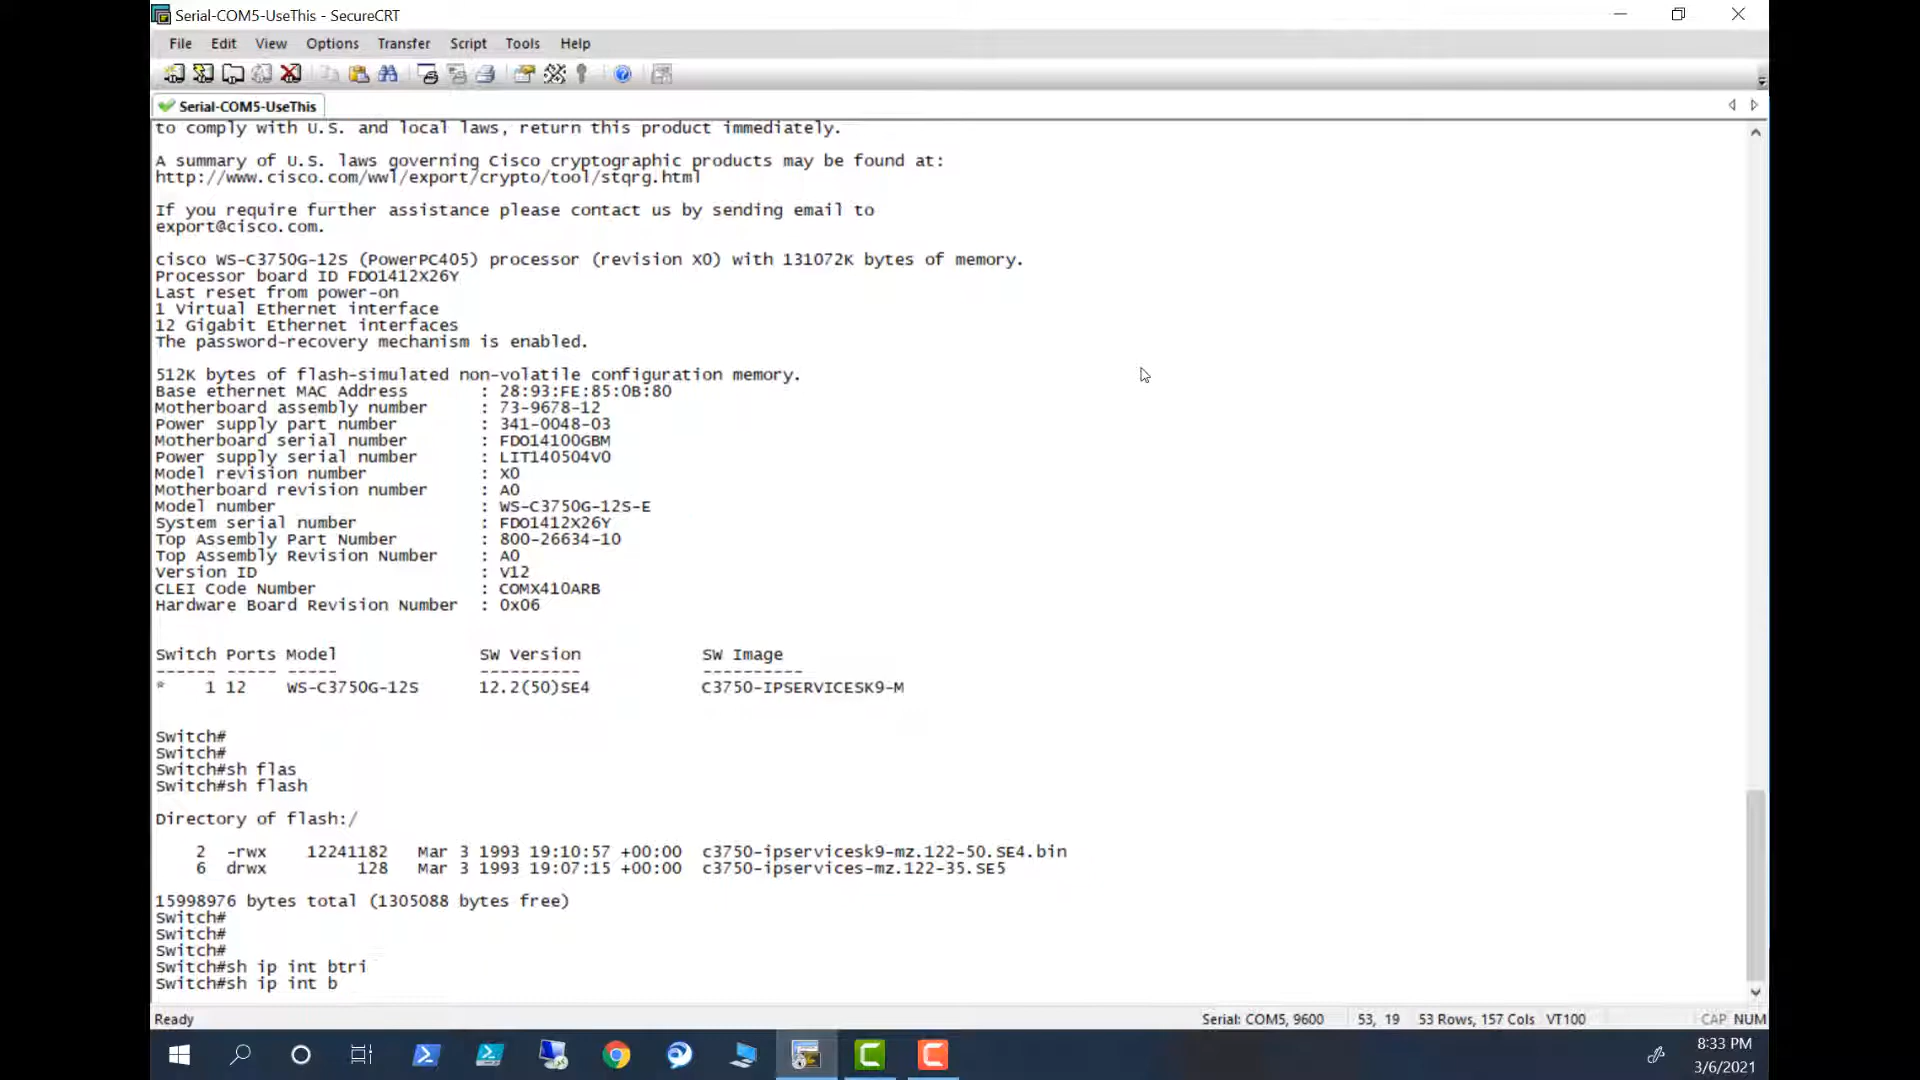 Serial-COM5-UseThis - SecureCRT
File Edit View Options Transfer Script Tools Help
Serial-COM5-UseThis
to comply with U.S. and local laws, return this product immediately.
A summary of U.S. laws governing Cisco cryptographic products may be found at:
http://www.cisco.com/wwl/export/crypto/tool/stqrg.html
If you require further assistance please contact us by sending email to
export@cisco.com.
cisco WS-C3750G-12S (PowerPC405) processor (revision X0) with 131072K bytes of memory.
Processor board ID FDO1412X26Y
Last reset from power-on
1 Virtual Ethernet interface
12 Gigabit Ethernet interfaces
The password-recovery mechanism is enabled.
512K bytes of flash-simulated non-volatile configuration memory.
Base ethernet MAC Address : 28:93:FE:85:0B:80
Motherboard assembly number : 73-9678-12
Power supply part number : 341-0048-03
Motherboard serial number : FDO14100GBM
Power supply serial number : LIT140504V0
Model revision number : X0
Motherboard revision number : A0
Model number : WS-C3750G-12S-E
System serial number : FDO1412X26Y
Top Assembly Part Number : 800-26634-10
Top Assembly Revision Number : A0
Version ID : V12
CLEI Code Number : COMX410ARB
Hardware Board Revision Number : 0x06
Switch Ports Model SW Version SW Image
------ ----- ----- ---------- ----------
* 1 12 WS-C3750G-12S 12.2(50)SE4 C3750-IPSERVICESK9-M
Switch#
Switch#
Switch#sh flas
Switch#sh flash
Directory of flash:/
2 -rwx 12241182 Mar 3 1993 19:10:57 +00:00 c3750-ipservicesk9-mz.122-50.SE4.bin
6 drwx 128 Mar 3 1993 19:07:15 +00:00 c3750-ipservices-mz.122-35.SE5
15998976 bytes total (1305088 bytes free)
Switch#
Switch#
Switch#
Switch#sh ip int btri
Switch#sh ip int b
Ready Serial: COM5, 9600 53, 19 53 Rows, 157 Cols VT100 CAP NUM
8:33 PM
3/6/2021